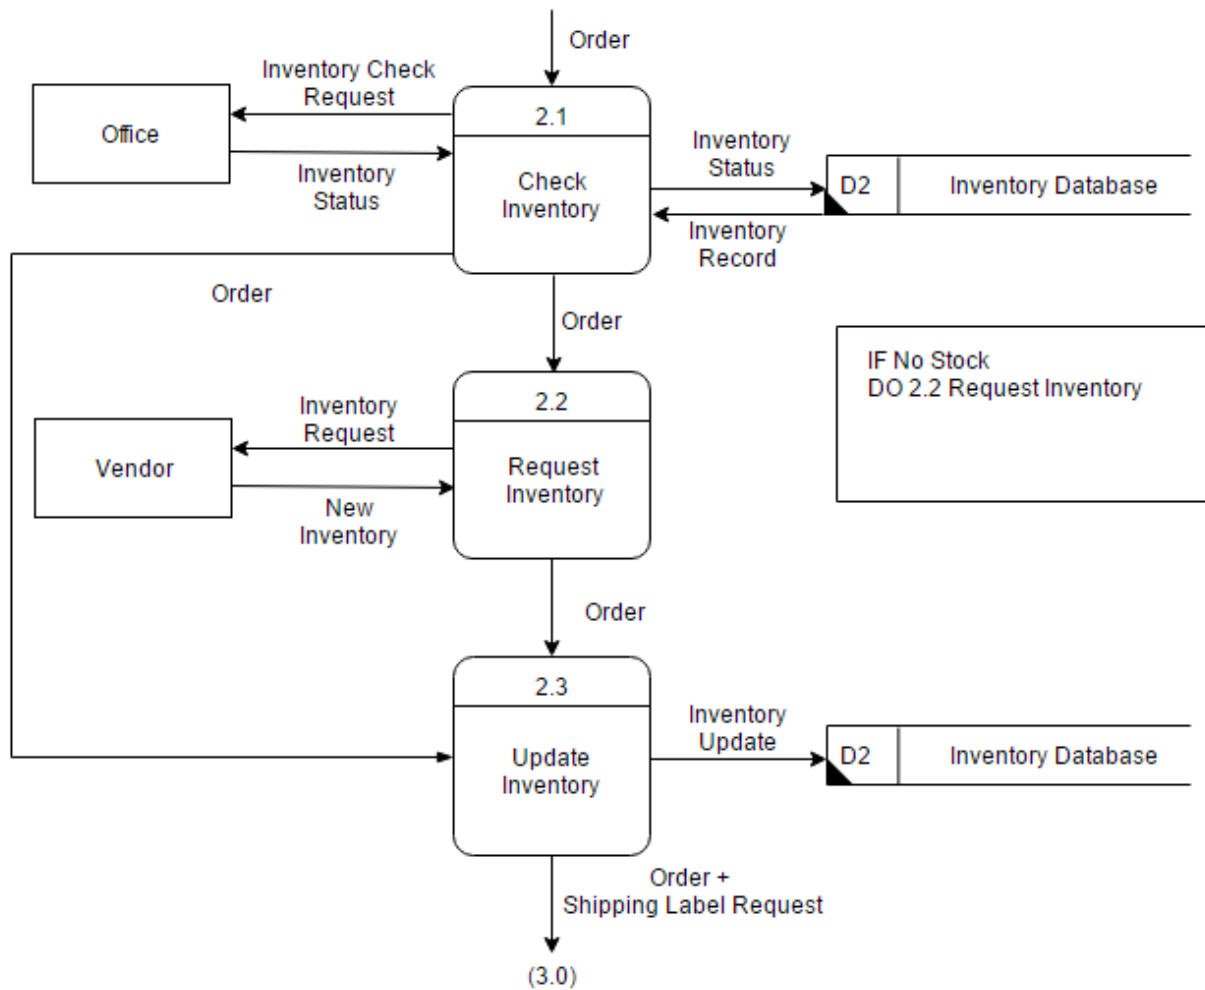 Order
Inventory Check
Request
2.1
Office
Inventory
Status
Check
Inventory
Inventory
Status
D2
Inventory Database
Inventory
Record
Order
Order
IF No Stock
DO 2.2 Request Inventory
2.2
Inventory
Request
Vendor
Request
Inventory
New
Inventory
Order
2.3
Update
Inventory
Inventory
Update
D2
Inventory Database
Order +
Shipping Label Request
(3.0)